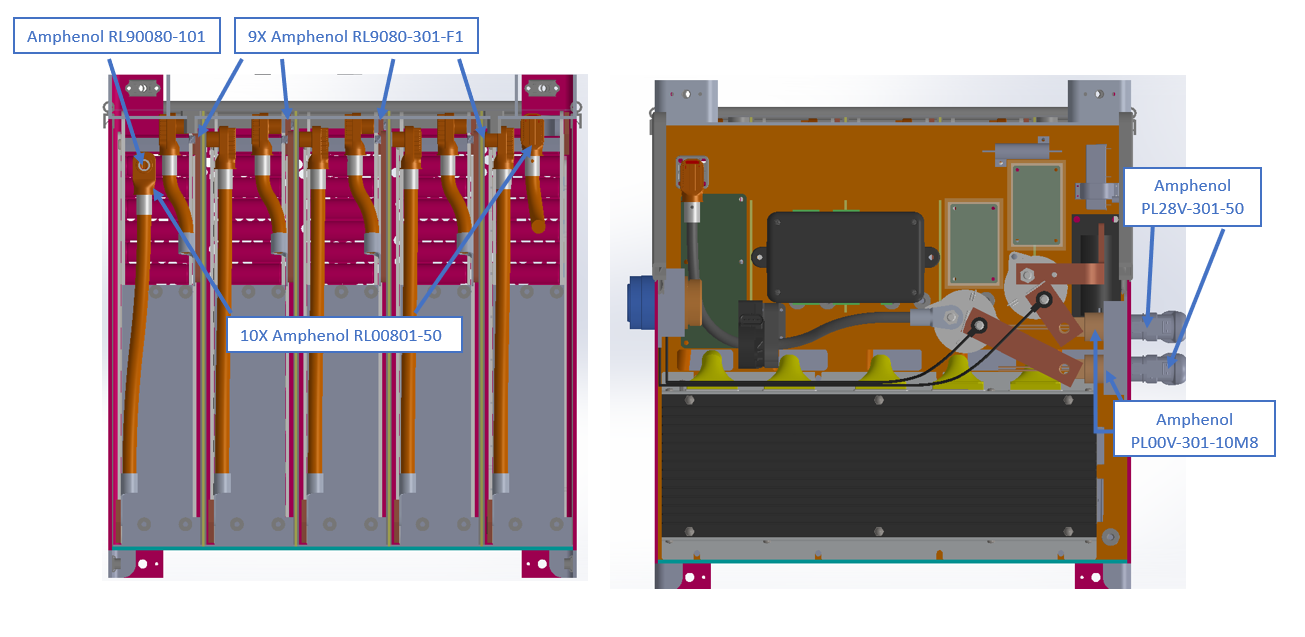 Amphenol RL90080-101
9X Amphenol RL9080-301-F1
10X Amphenol RL00801-50
Amphenol
PL28V-301-50
Amphenol
PL00V-301-10M8